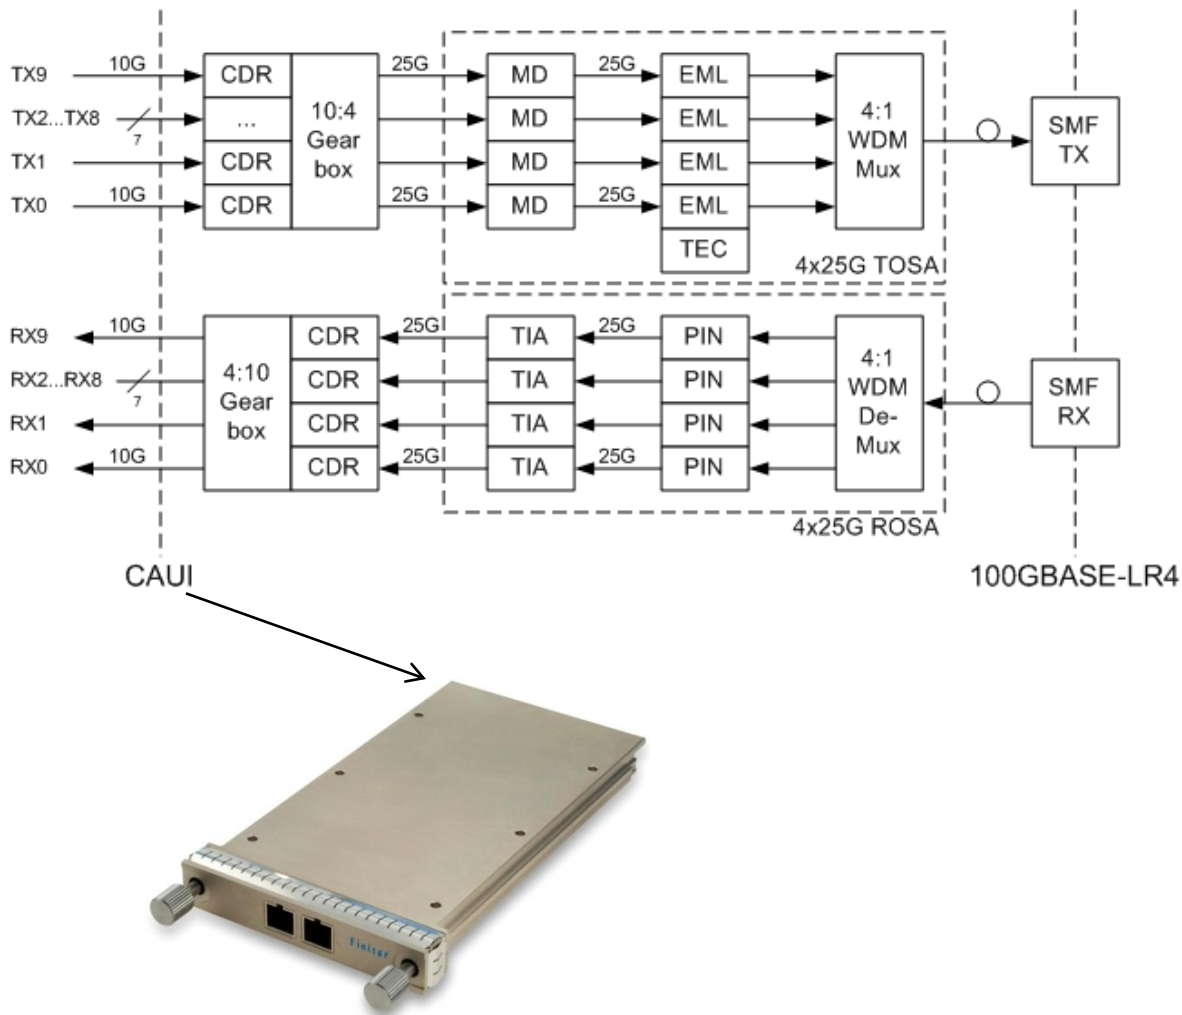 TX9 10G CDR 25G MD 25G EML
TX2...TX8 7 ... MD EML
TX1 CDR MD EML
TX0 10G CDR 25G MD 25G EML
10:4
Gear
box
4:1
WDM
Mux
SMF
TX
TEC
4x25G TOSA
RX9 10G CDR 25G TIA 25G PIN
RX2...RX8 7 CDR TIA PIN
RX1 CDR TIA PIN
RX0 10G CDR 25G TIA 25G PIN
4:10
Gear
box
4:1
WDM
De-
Mux
SMF
RX
4x25G ROSA
CAUI
100GBASE-LR4
Finisar